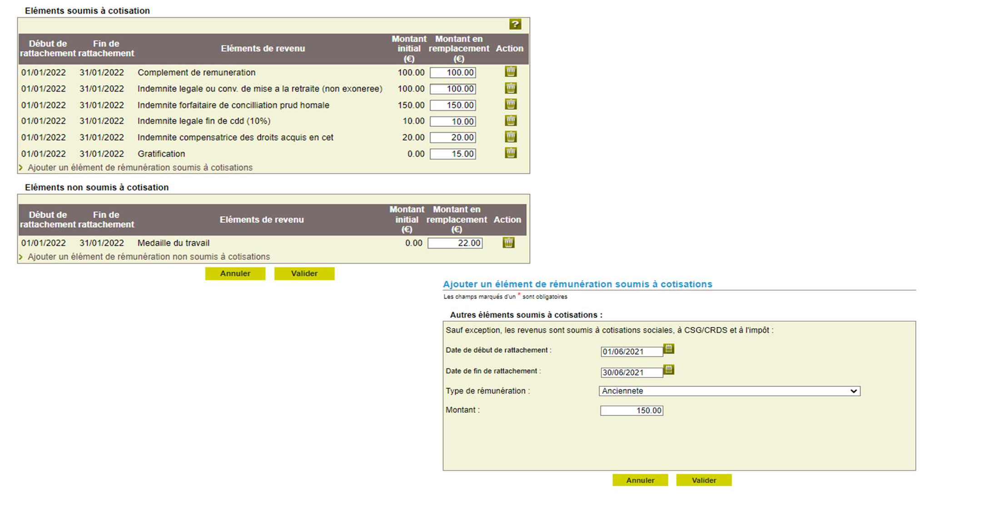 Eléments soumis à cotisation
?
Début de rattachement Fin de rattachement Eléments de revenu Montant initial (€) Montant en remplacement (€) Action
01/01/2022 31/01/2022 Complement de remuneration 100.00 100.00
01/01/2022 31/01/2022 Indemnite legale ou conv. de mise a la retraite (non exoneree) 100.00 100.00
01/01/2022 31/01/2022 Indemnite forfaitaire de concilliation prud homale 150.00 150.00
01/01/2022 31/01/2022 Indemnite legale fin de cdd (10%) 10.00 10.00
01/01/2022 31/01/2022 Indemnite compensatrice des droits acquis en cet 20.00 20.00
01/01/2022 31/01/2022 Gratification 0.00 15.00
Ajouter un élément de rémunération soumis à cotisations
Eléments non soumis à cotisation
Début de rattachement Fin de rattachement Eléments de revenu Montant initial (€) Montant en remplacement (€) Action
01/01/2022 31/01/2022 Medaille du travail 0.00 22.00
Ajouter un élément de rémunération non soumis à cotisations
Annuler Valider
Ajouter un élément de rémunération soumis à cotisations
Les champs marqués d'un * sont obligatoires
Autres éléments soumis à cotisations :
Sauf exception, les revenus sont soumis à cotisations sociales, à CSG/CRDS et à l'impôt :
Date de début de rattachement : 01/06/2021
Date de fin de rattachement : 30/06/2021
Type de rémunération : Anciennete
Montant : 150.00
Annuler Valider